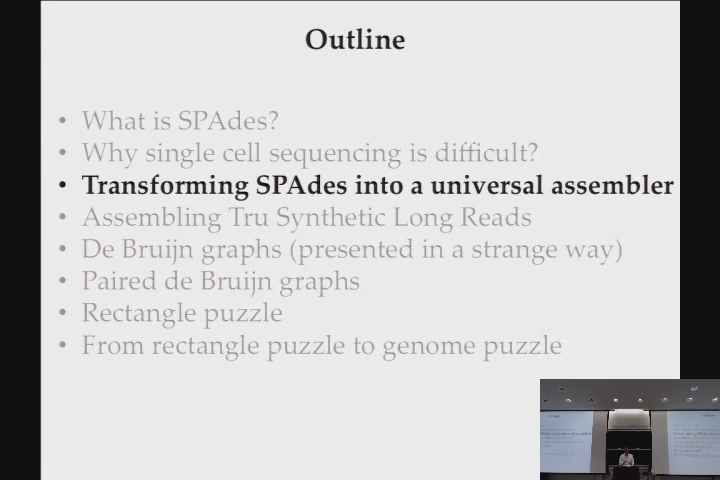 Outline
• What is SPAdes?
• Why single cell sequencing is difficult?
• Transforming SPAdes into a universal assembler
• Assembling Tru Synthetic Long Reads
• De Bruijn graphs (presented in a strange way)
• Paired de Bruijn graphs
• Rectangle puzzle
• From rectangle puzzle to genome puzzle